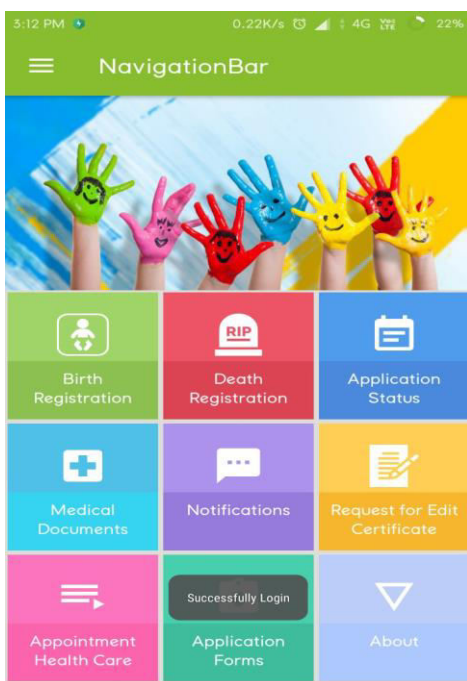 3:12 PM 0.22K/s 4G VoLTE 22%
NavigationBar
RIP
Birth
Registration
Death
Registration
Application
Status
Medical
Documents
Notifications
Request for Edit
Certificate
Successfully Login
Appointment
Health Care
Application
Forms
About